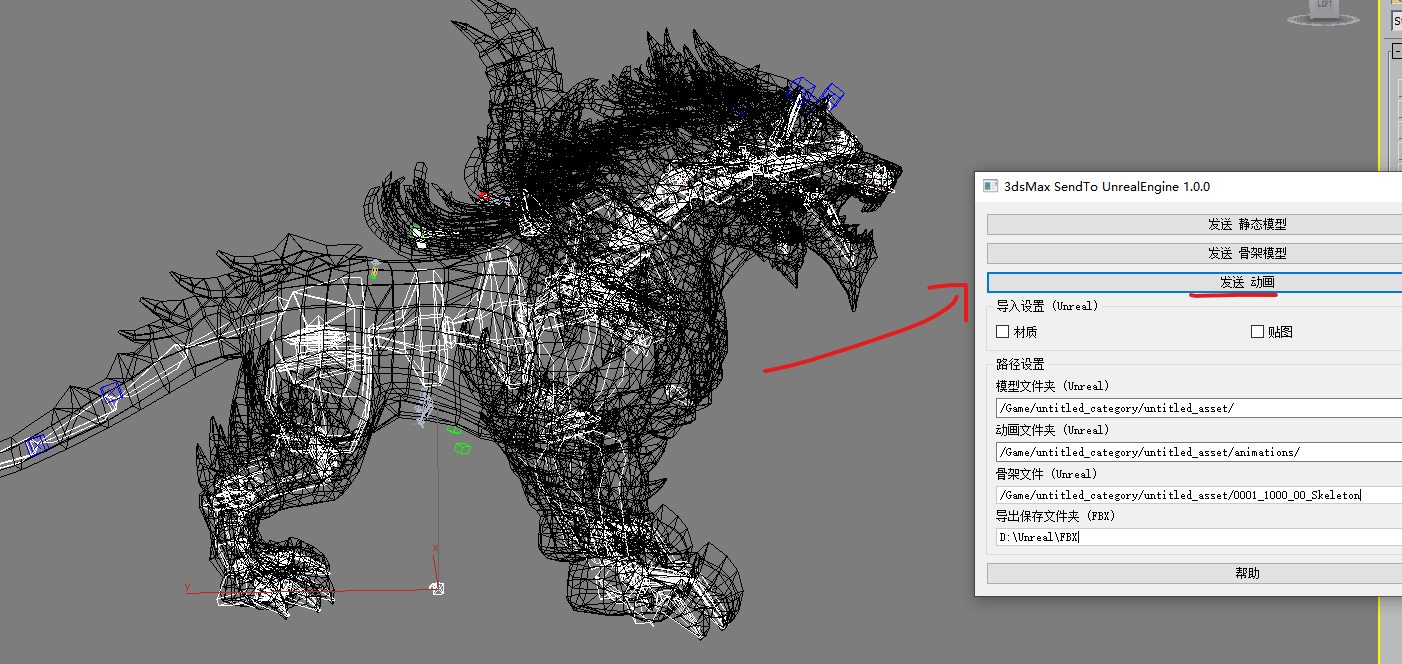 LEFT
3dsMax SendTo UnrealEngine 1.0.0
发送 静态模型
发送 骨架模型
发送 动画
导入设置 (Unreal)
材质
贴图
路径设置
模型文件夹 (Unreal)
/Game/untitled_category/untitled_asset/
动画文件夹 (Unreal)
/Game/untitled_category/untitled_asset/animations/
骨架文件 (Unreal)
/Game/untitled_category/untitled_asset/0001_1000_00_Skeleton
导出保存文件夹 (FBX)
D:\Unreal\FBX
帮助
X
Y